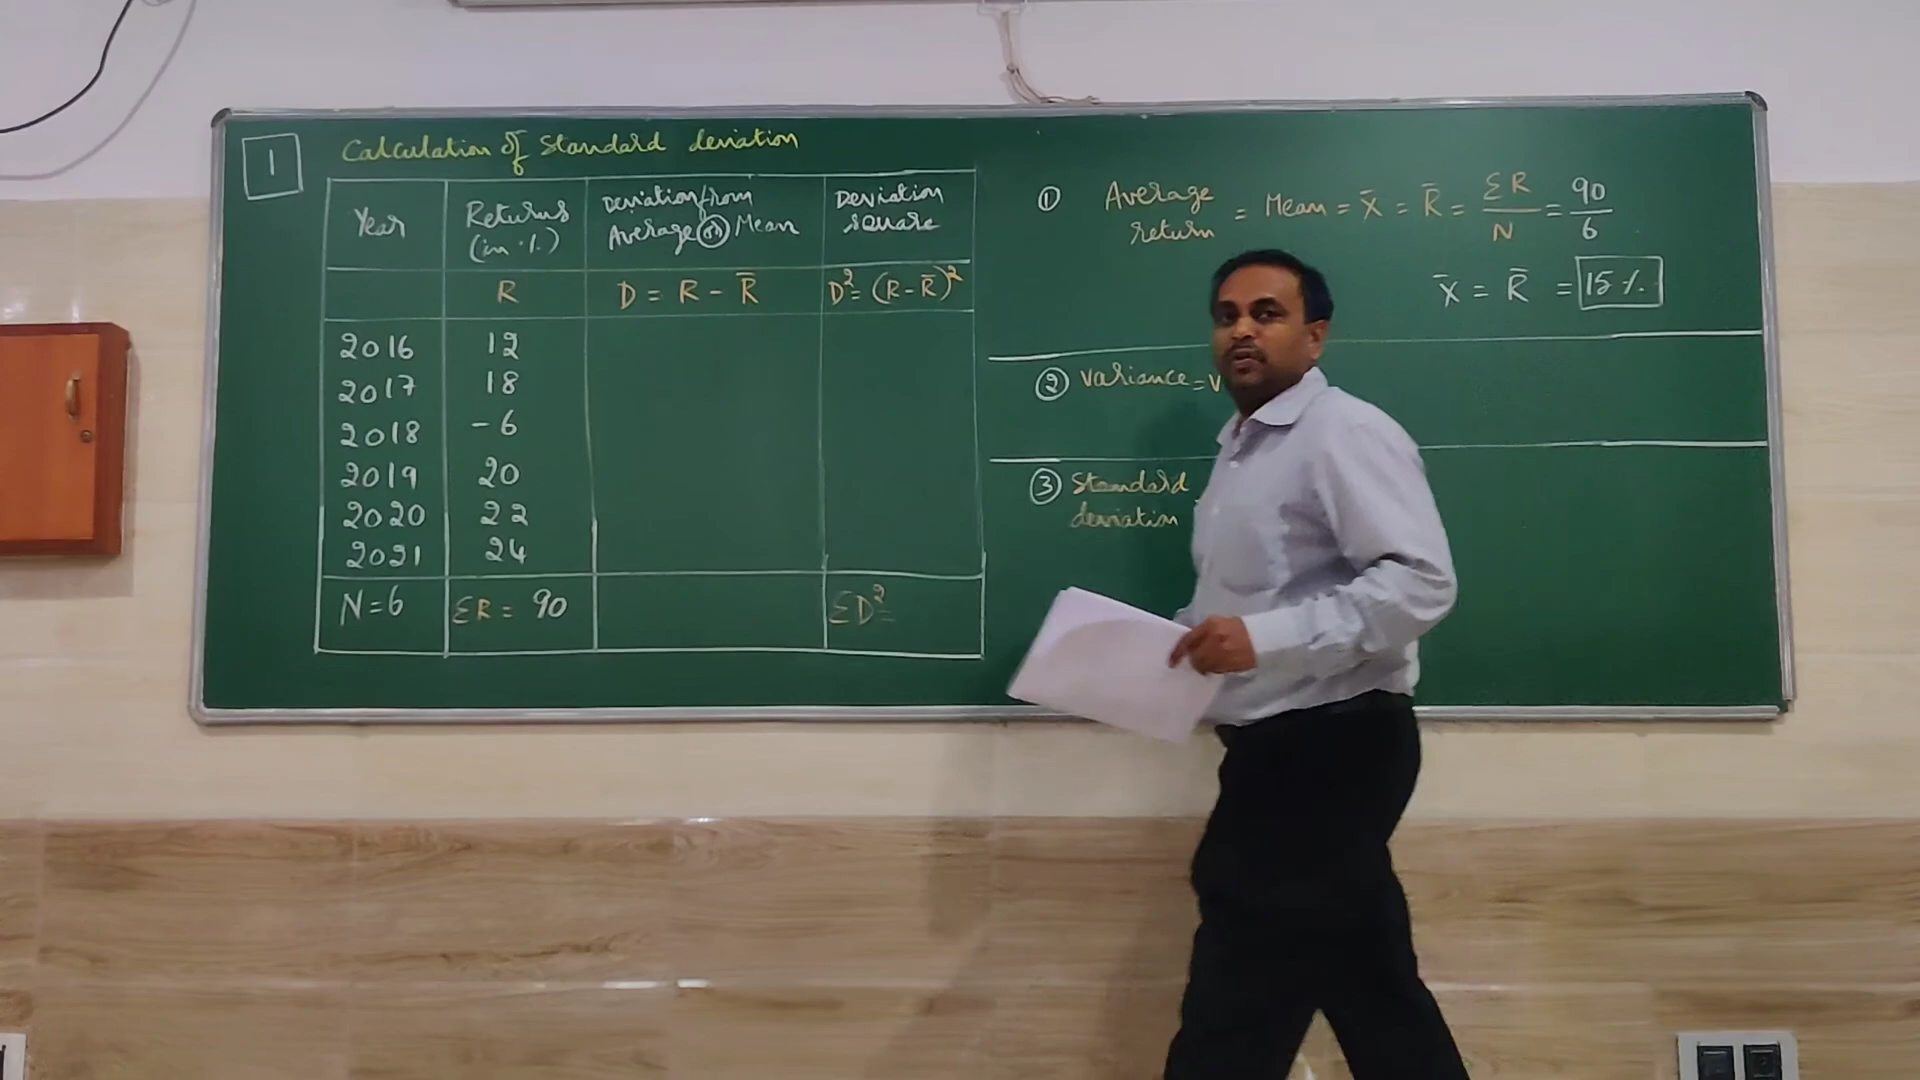 1
Calculation of Standard deviation
Year
Returns (in %)
Deviation from Average or Mean
Deviation square
R
D = R - R̄
D² = (R-R̄)²
2016 12
2017 18
2018 -6
2019 20
2020 22
2021 24
N=6 ΣR = 90 ΣD² =
① Average return = Mean = X̄ = R̄ = ΣR/N = 90/6
X̄ = R̄ = 15%
② Variance = V
③ Standard
deviation